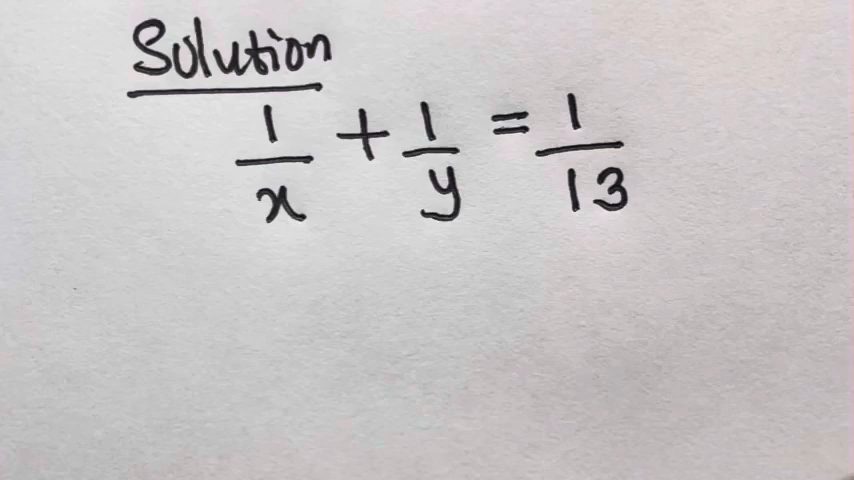 Solution
1/x + 1/y = 1/13